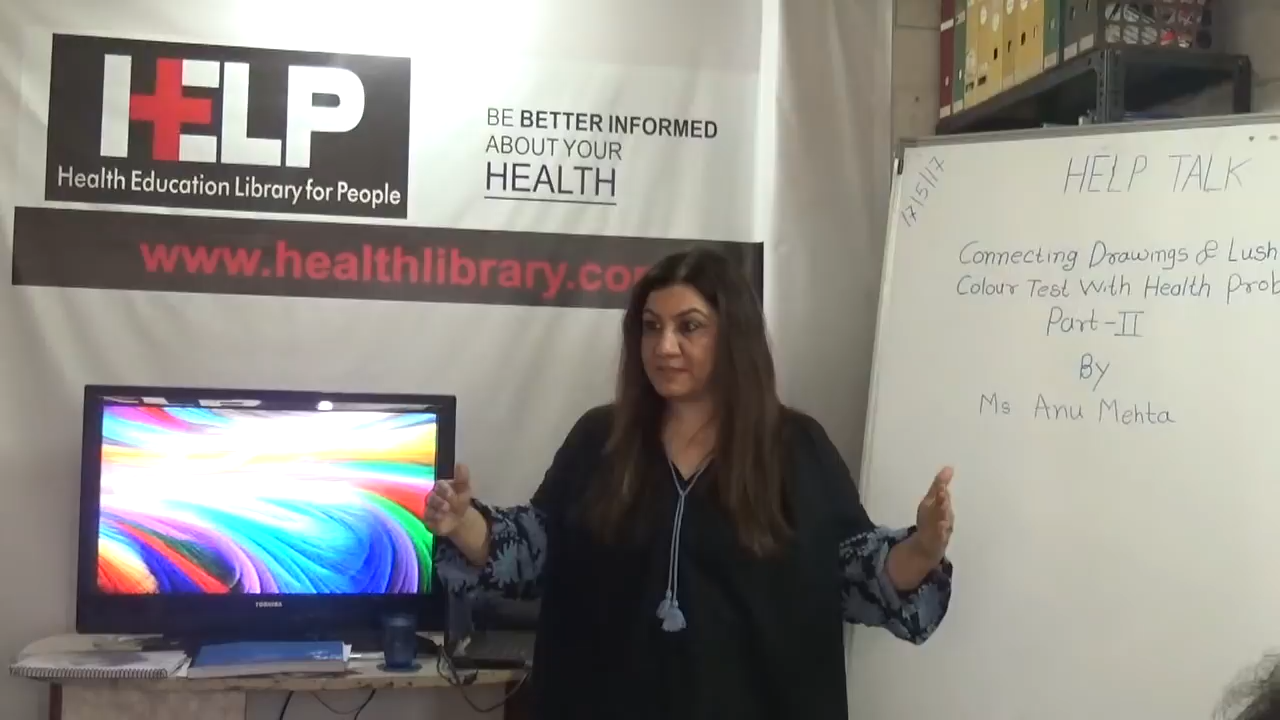 HELP
Health Education Library for People
BE BETTER INFORMED
ABOUT YOUR
HEALTH
www.healthlibrary.co
TOSHIBA
17/5/17
HELP TALK
Connecting Drawings & Lush
Colour Test With Health Prob
Part-II
By
Ms Anu Mehta